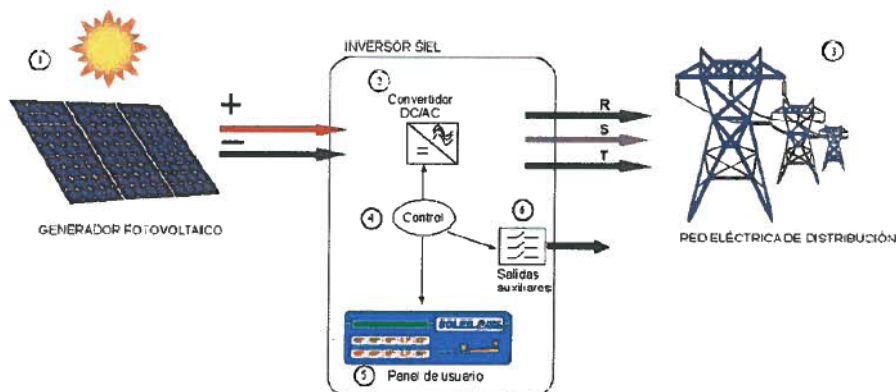 INVERSOR SIEL
1
2
3
+
−
Convertidor
DC/AC
=
R
S
T
4
Control
6
GENERADOR FOTOVOLTAICO
RED ELÉCTRICA DE DISTRIBUCIÓN
Salidas
auxiliares
SOLEIL
5
Panel de usuario